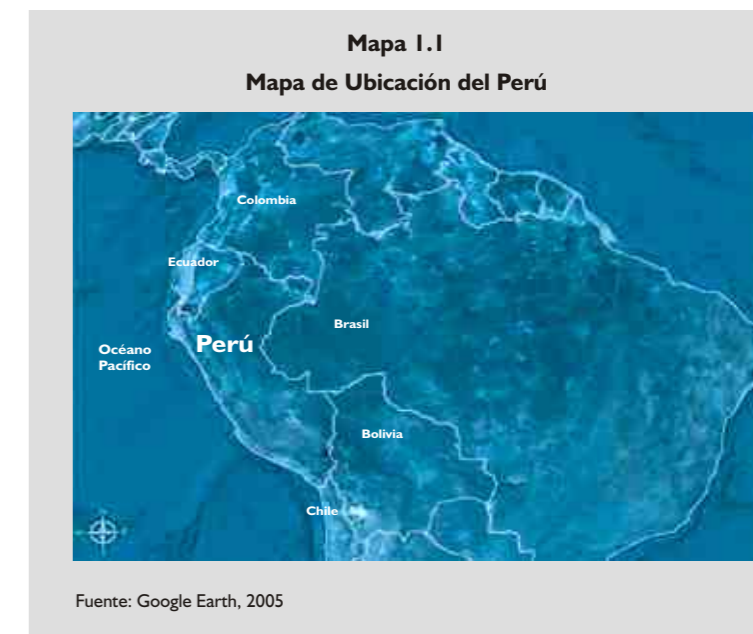 Mapa 1.1
Mapa de Ubicación del Perú
Colombia
Ecuador
Brasil
Perú
Océano
Pacífico
Bolivia
Chile
Fuente: Google Earth, 2005